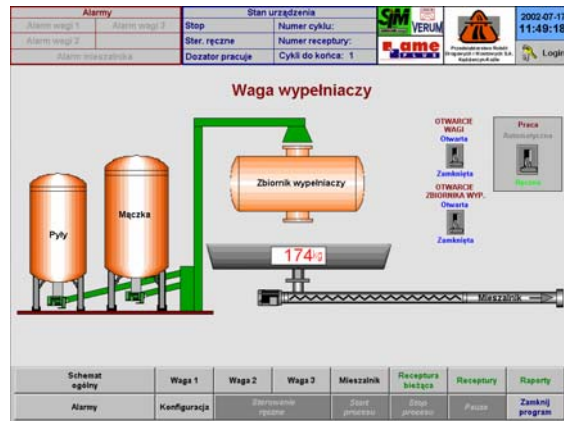 Alarmy
Alarm wagi 1
Alarm wagi 3
Alarm wagi 2
Alarm mieszalnika
Stan urządzenia
Stop
Numer cyklu:
Ster. ręczne
Numer receptury:
Dozator pracuje
Cykli do końca: 1
SIM
VERUM
Frame
PLUS
2002-07-17
11:49:18
Login
Waga wypełniaczy
OTWARCIE
WAGI
Otwarta
Zamknięta
OTWARCIE
ZBIORNIKA WYP.
Otwarta
Zamknięta
Praca
Automatyczna
Ręczna
Zbiornik wypełniaczy
Mączka
Pyły
174kg
Mieszalnik
Schemat ogólny
Waga 1
Waga 2
Waga 3
Mieszalnik
Receptura bieżąca
Receptury
Raporty
Alarmy
Konfiguracja
Sterowanie ręczne
Start procesu
Stop procesu
Pauza
Zamknij program